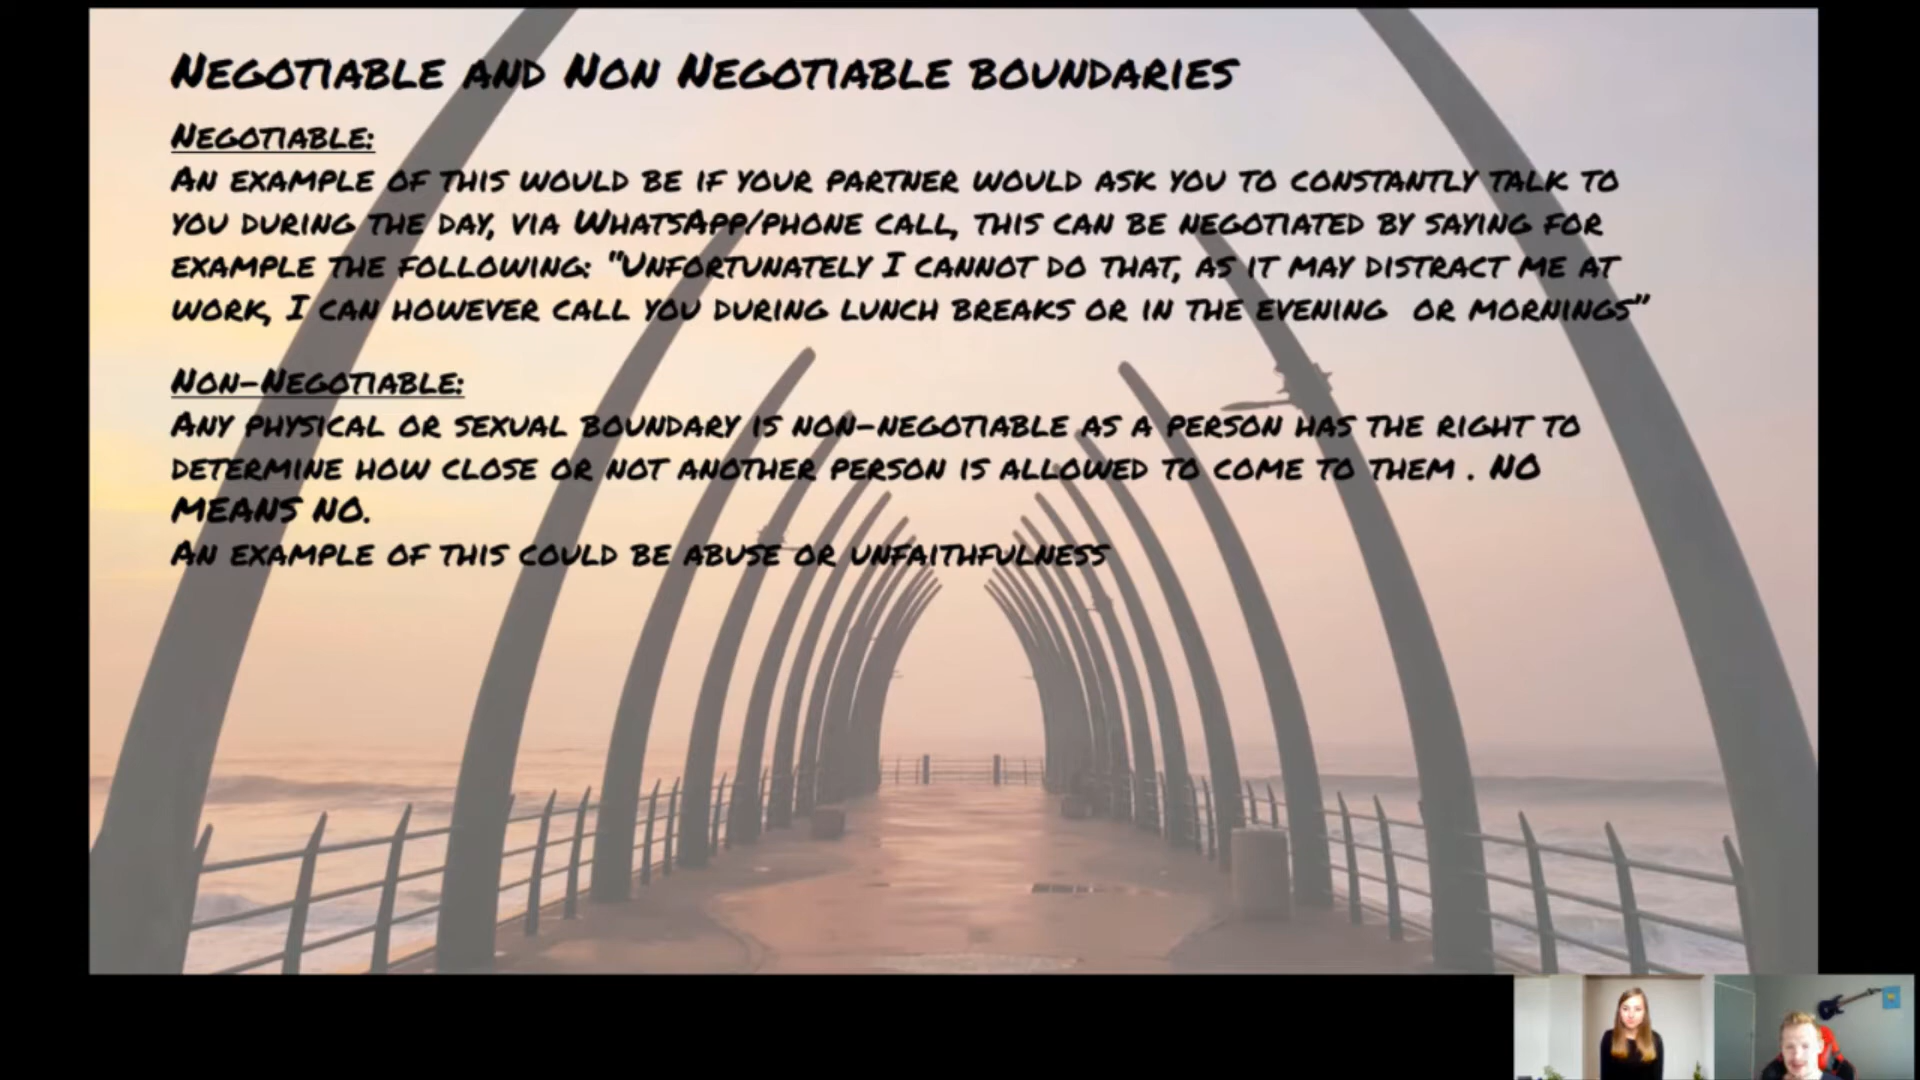 Negotiable and Non Negotiable boundaries
Negotiable:
An example of this would be if your partner would ask you to constantly talk to
you during the day, via WhatsApp/phone call, this can be negotiated by saying for
example the following: "Unfortunately I cannot do that, as it may distract me at
work, I can however call you during lunch breaks or in the evening  or mornings"
Non-Negotiable:
Any physical or sexual boundary is non-negotiable as a person has the right to
determine how close or not another person is allowed to come to them . NO
MEANS NO.
An example of this could be abuse or unfaithfulness